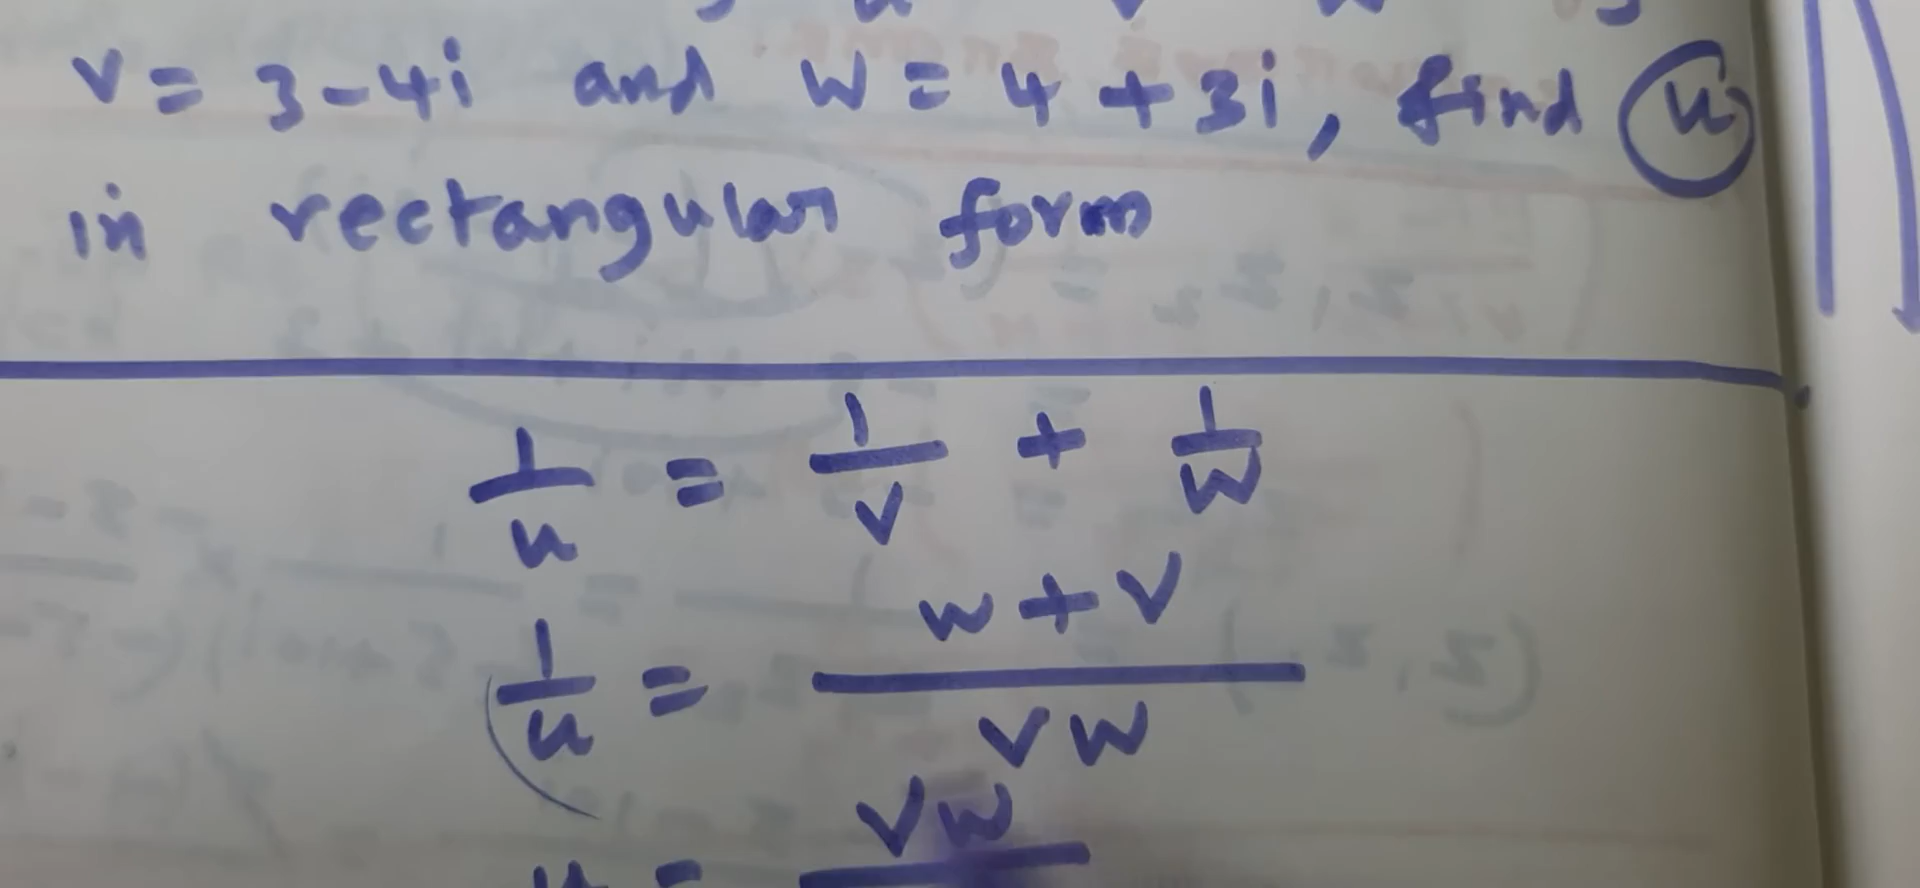 v = 3-4i and w = 4+3i, find u
in rectangular form
1/u = 1/v + 1/w
1/u = w+v / vw
u = vw